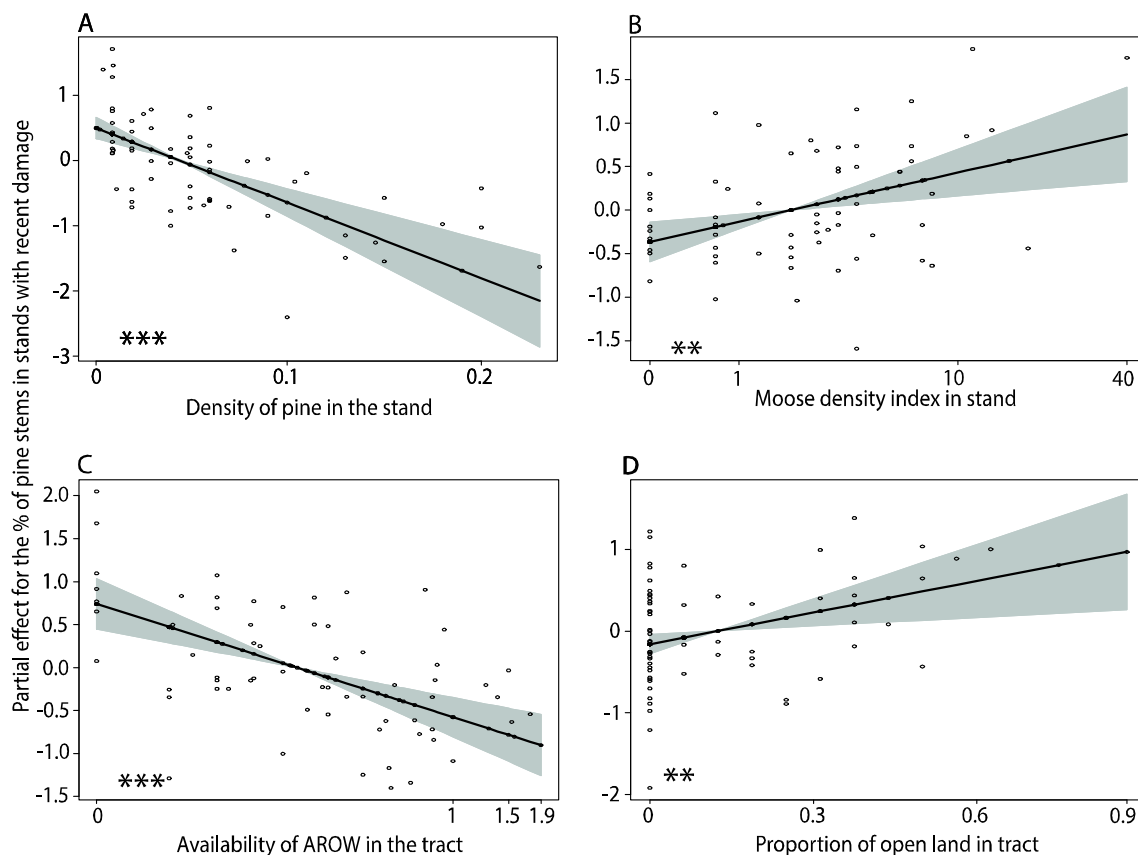 Partial effect for the % of pine stems in stands with recent damage
A
1
0
-1
-2
-3
***
0 0.1 0.2
Density of pine in the stand
B
1.5
1.0
0.5
0.0
-0.5
-1.0
-1.5
**
0 1 10 40
Moose density index in stand
C
2.0
1.5
1.0
0.5
0.0
-0.5
-1.0
-1.5
***
0 1 1.5 1.9
Availability of AROW in the tract
D
1
0
-1
-2
**
0 0.3 0.6 0.9
Proportion of open land in tract